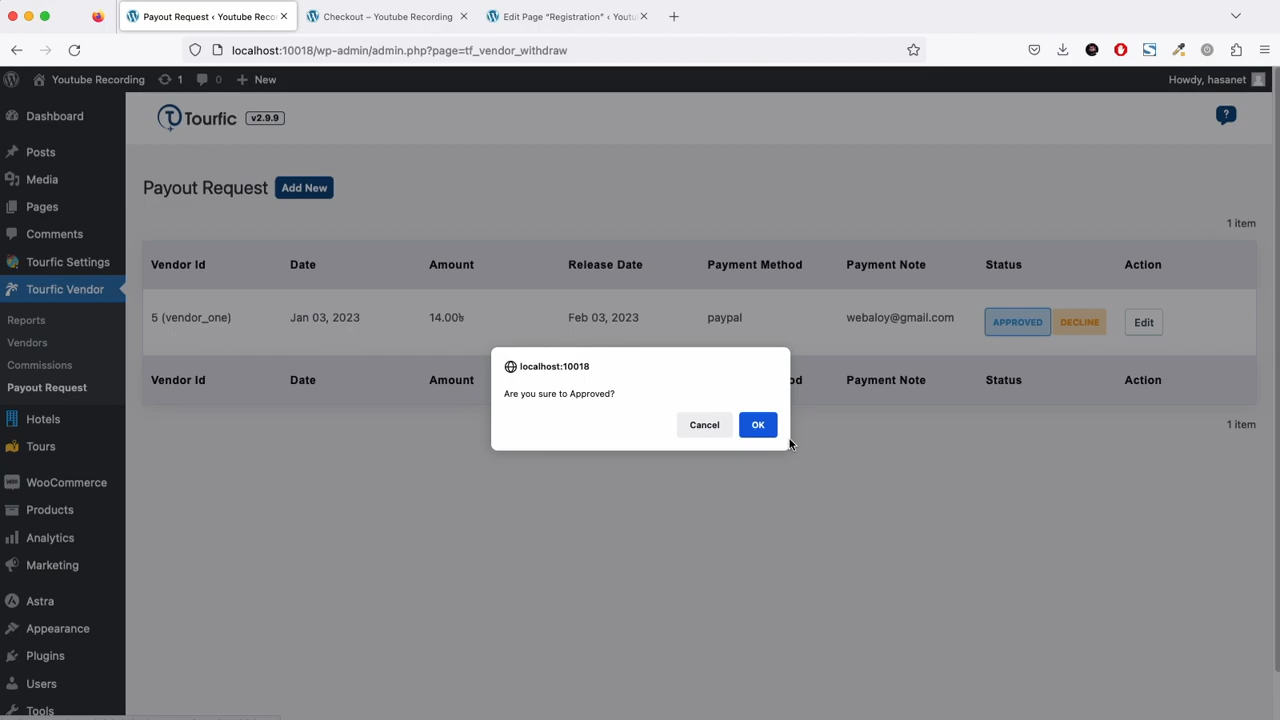 Payout Request ‹ Youtube Reco
Checkout – Youtube Recording
Edit Page “Registration” ‹ Youtu
localhost:10018/wp-admin/admin.php?page=tf_vendor_withdraw
Youtube Recording
1
0
New
Howdy, hasanet
Dashboard
Posts
Media
Pages
Comments
Tourfic Settings
Tourfic Vendor
Reports
Vendors
Commissions
Payout Request
Hotels
Tours
WooCommerce
Products
Analytics
Marketing
Astra
Appearance
Plugins
Users
Tools
Tourfic v2.9.9
?
Payout Request Add New
1 item
Vendor Id Date Amount Release Date Payment Method Payment Note Status Action
5 (vendor_one) Jan 03, 2023 14.00৳ Feb 03, 2023 paypal webaloy@gmail.com APPROVED DECLINE Edit
Vendor Id Date Amount od Payment Note Status Action
1 item
localhost:10018
Are you sure to Approved?
Cancel OK